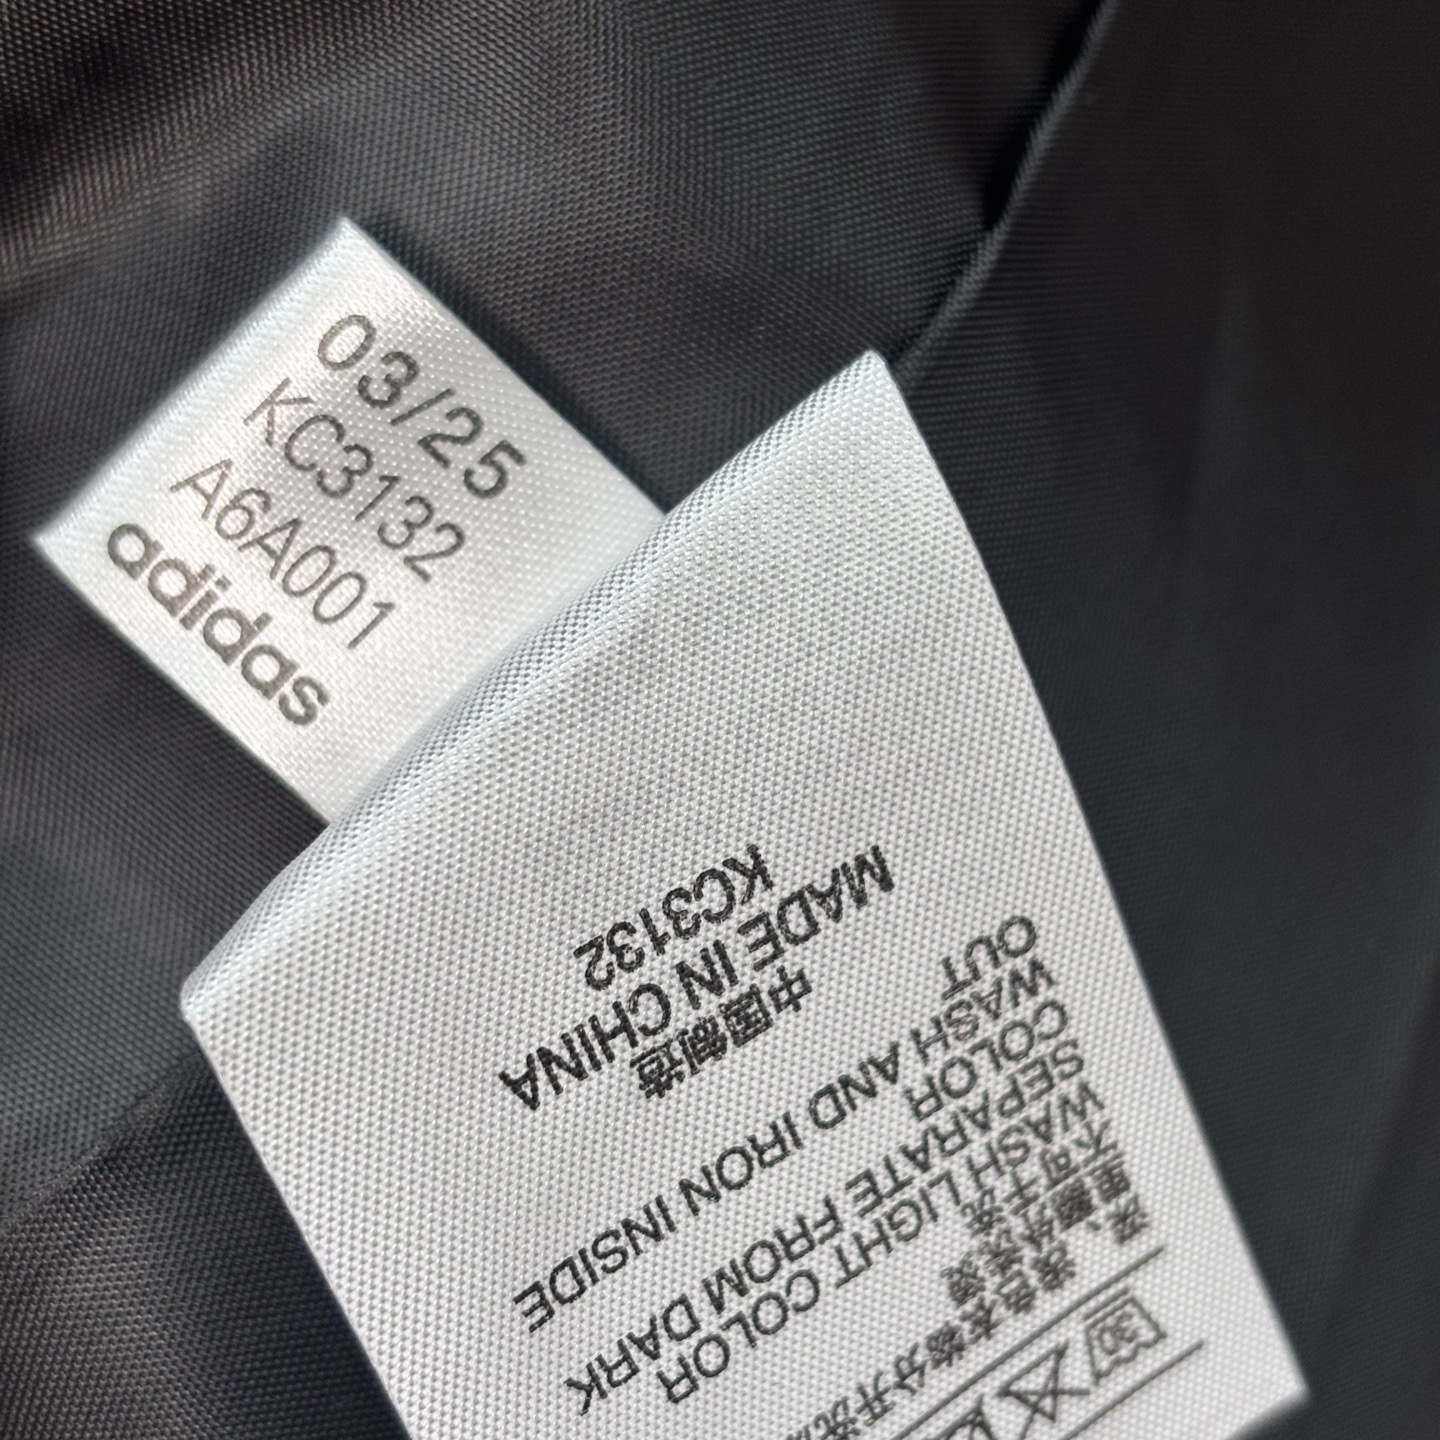 03/25
KC3132
A6A001
adidas
WASH LIGHT COLOR
SEPARATE FROM DARK
COLOR
WASH AND IRON INSIDE
OUT
中国制造
MADE IN CHINA
KC3132